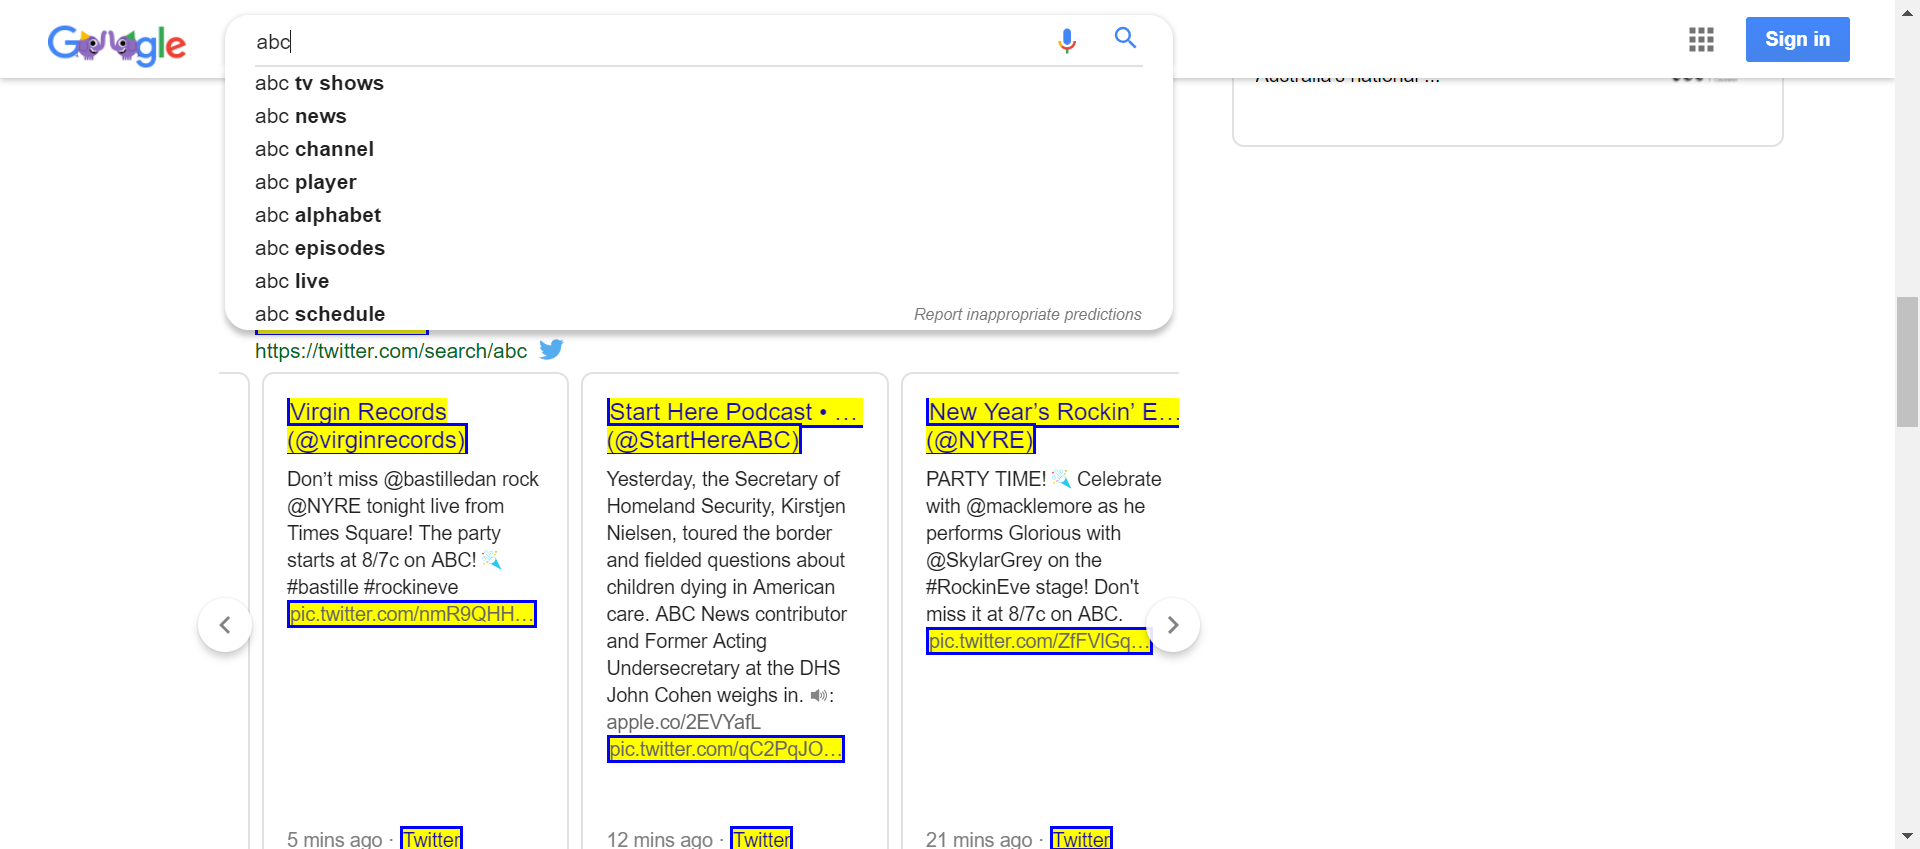 Google
abc
Sign in
abc tv shows
abc news
abc channel
abc player
abc alphabet
abc episodes
abc live
abc schedule
Report inappropriate predictions
Australia's national ...
https://twitter.com/search/abc
Virgin Records
(@virginrecords)
Don’t miss @bastilledan rock
@NYRE tonight live from
Times Square! The party
starts at 8/7c on ABC!
#bastille #rockineve
pic.twitter.com/nmR9QHH…
5 mins ago · Twitter
Start Here Podcast • …
(@StartHereABC)
Yesterday, the Secretary of
Homeland Security, Kirstjen
Nielsen, toured the border
and fielded questions about
children dying in American
care. ABC News contributor
and Former Acting
Undersecretary at the DHS
John Cohen weighs in. 🔊:
apple.co/2EVYafL
pic.twitter.com/qC2PqJO…
12 mins ago · Twitter
New Year’s Rockin’ E…
(@NYRE)
PARTY TIME! Celebrate
with @macklemore as he
performs Glorious with
@SkylarGrey on the
#RockinEve stage! Don't
miss it at 8/7c on ABC.
pic.twitter.com/ZfFVlGq…
21 mins ago · Twitter